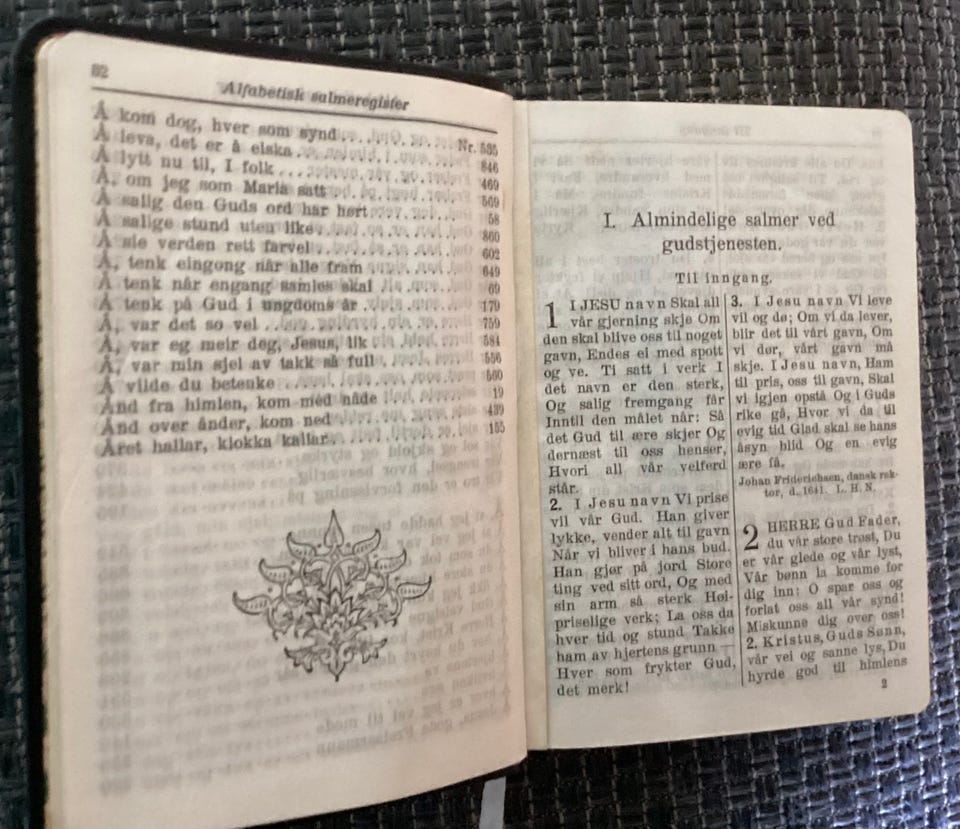 82
Alfabetisk salmeregister
Å kom dog, hver som synd Nr. 595
Å leva, det er å elska 846
Å lytt nu til, I folk 469
Å, om jeg som Maria satt 569
Å salig den Guds ord har hørt 58
Å salige stund uten like 860
Å sie verden rett farvel 602
Å, tenk eingong når alle fram 649
Å tenk når engang samles skal 69
Å tenk på Gud i ungdoms år 179
Å, var det so vel 759
Å, var eg meir deg, Jesus, lik 584
Å, var min sjel av takk så full 556
Å vilde du betenke 560
Ånd fra himlen, kom med nåde 19
Ånd over ånder, kom ned 439
Året hallar, klokka kallar 155
I. Almindelige salmer ved
gudstjenesten.
Til inngang.
1 I JESU navn Skal all
vår gjerning skje Om
den skal blive oss til noget
gavn, Endes ei med spott
og ve. Ti satt i verk I
det navn er den sterk,
Og salig fremgang får
Inntil den målet når: Så
det Gud til ære skjer Og
dernæst til oss henser,
Hvori all vår velferd
står.
2. I Jesu navn Vi prise
vil vår Gud. Han giver
lykke, vender alt til gavn
Når vi bliver i hans bud.
Han gjør på jord Store
ting ved sitt ord, Og med
sin arm så sterk Høi-
priselige verk; La oss da
hver tid og stund Takke
ham av hjertens grunn —
Hver som frykter Gud,
det merk!
3. I Jesu navn Vi leve
vil og dø; Om vi da lever,
blir det til vårt gavn, Om
vi dør, vårt gavn må
skje. I Jesu navn, Ham
til pris, oss til gavn, Skal
vi igjen opstå Og i Guds
rike gå, Hvor vi da til
evig tid Glad skal se hans
åsyn blid Og en evig
ære få.
Johan Friderichsen, dansk rek-
tor, d. 1641. L. H. N.
2 HERRE Gud Fader,
du vår store trøst, Du
er vår glede og vår lyst,
Vår bønn la komme for
dig inn: O spar oss og
forlat oss all vår synd!
Miskunne dig over oss!
2. Kristus, Guds Sønn,
vår vei og sanne lys, Du
hyrde god til himlens
2